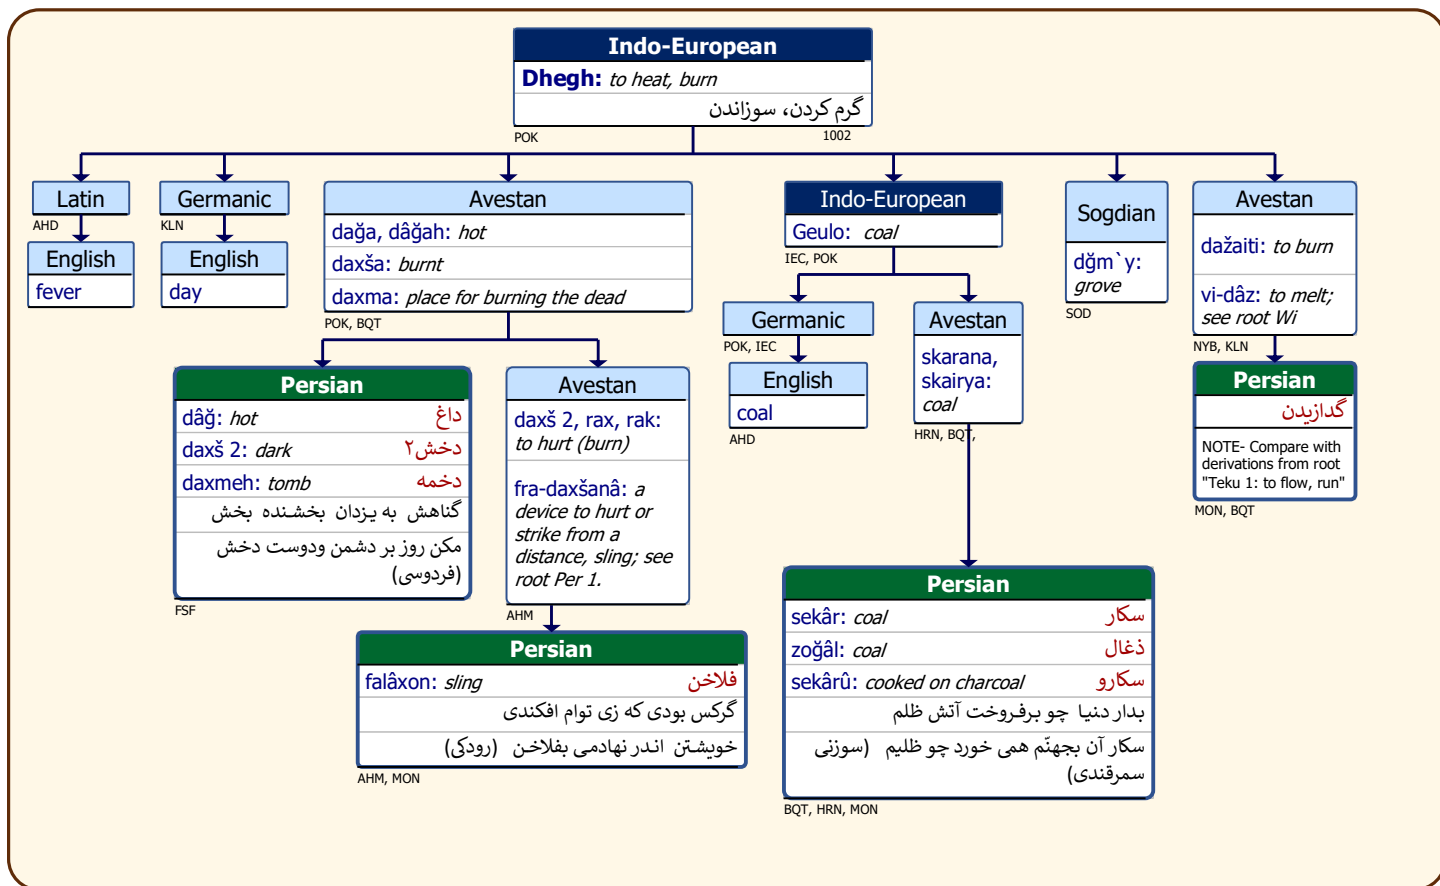 Indo-European
Dhegh: to heat, burn
گرم کردن، سوزاندن
POK 1002
Latin
AHD
English
fever
Germanic
KLN
English
day
Avestan
dağa, dâğah: hot
daxša: burnt
daxma: place for burning the dead
POK, BQT
Indo-European
Geulo: coal
IEC, POK
Sogdian
dğm`y:
grove
SOD
Avestan
dažaiti: to burn
vi-dâz: to melt;
see root Wi
NYB, KLN
Germanic
POK, IEC
English
coal
AHD
Avestan
skarana,
skairya:
coal
HRN, BQT,
Persian
گدازیدن
NOTE- Compare with
derivations from root
"Teku 1: to flow, run"
MON, BQT
Persian
dâğ: hot داغ
daxš 2: dark دخش۲
daxmeh: tomb دخمه
گناهش به یزدان بخشنده بخش
مکن روز بر دشمن ودوست دخش
(فردوسی)
FSF
Avestan
daxš 2, rax, rak:
to hurt (burn)
fra-daxšanâ: a
device to hurt or
strike from a
distance, sling; see
root Per 1.
AHM
Persian
falâxon: sling فلاخن
گرکس بودی که زی توام افکندی
خویشتن اندر نهادمی بفلاخن (رودکی)
AHM, MON
Persian
sekâr: coal سکار
zoğâl: coal ذغال
sekârû: cooked on charcoal سکارو
بدار دنیا چو برفروخت آتش ظلم
سکار آن بجهنّم همی خورد چو ظلیم (سوزنی
سمرقندی)
BQT, HRN, MON